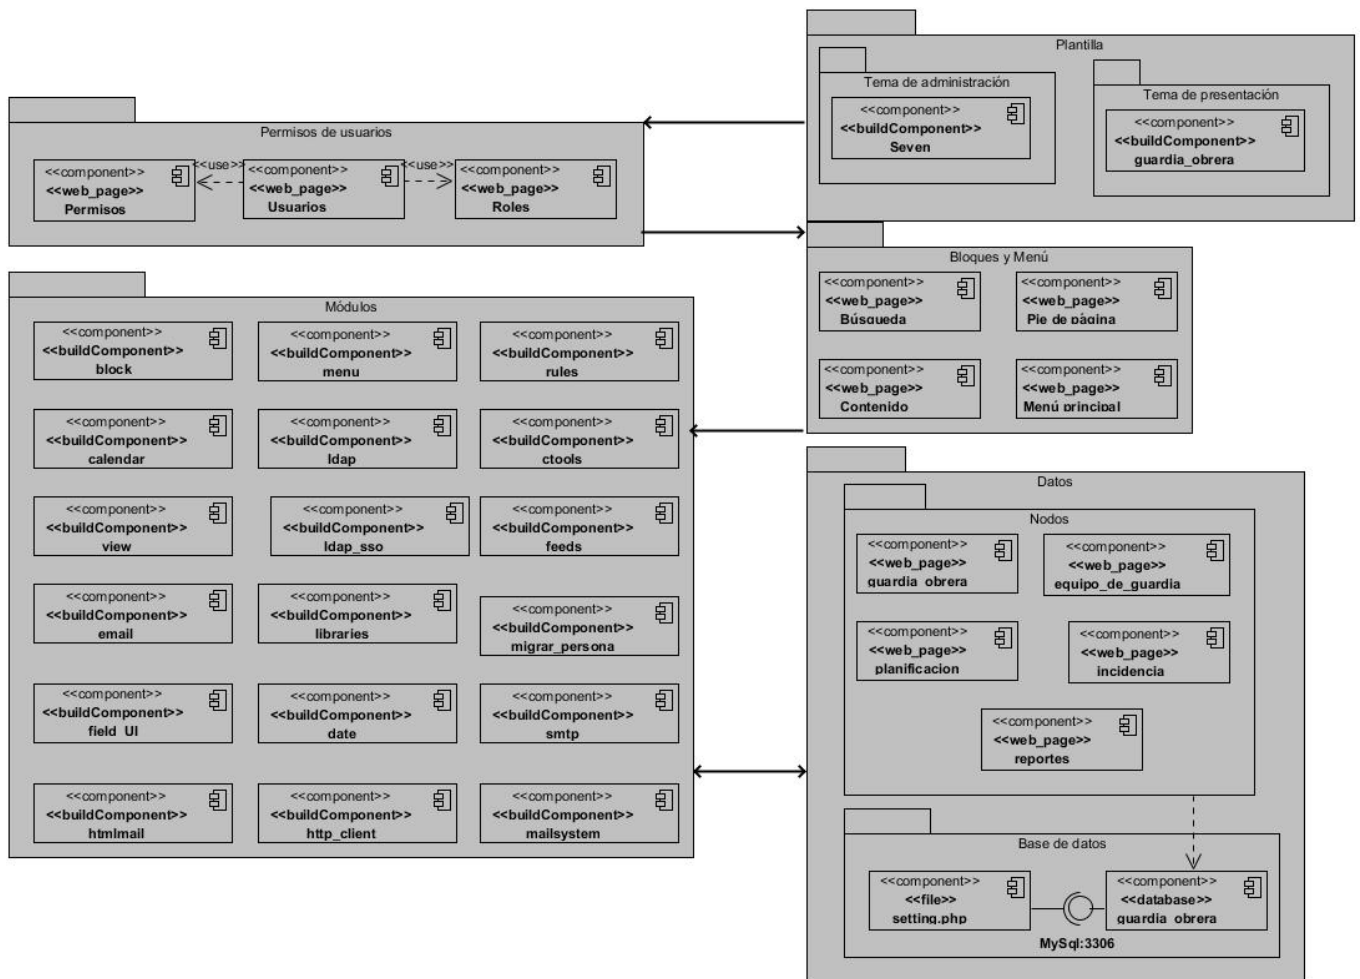 Plantilla
Tema de administración
<<component>>
<<buildComponent>>
Seven
Tema de presentación
<<component>>
<<buildComponent>>
guardia_obrera
Permisos de usuarios
<<component>>
<<web_page>>
Permisos
<<use>>
<<component>>
<<web_page>>
Usuarios
<<use>>
<<component>>
<<web_page>>
Roles
Bloques y Menú
<<component>>
<<web_page>>
Búsqueda
<<component>>
<<web_page>>
Pie de página
<<component>>
<<web_page>>
Contenido
<<component>>
<<web_page>>
Menú principal
Módulos
<<component>>
<<buildComponent>>
block
<<component>>
<<buildComponent>>
menu
<<component>>
<<buildComponent>>
rules
<<component>>
<<buildComponent>>
calendar
<<component>>
<<buildComponent>>
ldap
<<component>>
<<buildComponent>>
ctools
<<component>>
<<buildComponent>>
view
<<component>>
<<buildComponent>>
ldap_sso
<<component>>
<<buildComponent>>
feeds
<<component>>
<<buildComponent>>
email
<<component>>
<<buildComponent>>
libraries
<<component>>
<<buildComponent>>
migrar_persona
<<component>>
<<buildComponent>>
field_UI
<<component>>
<<buildComponent>>
date
<<component>>
<<buildComponent>>
smtp
<<component>>
<<buildComponent>>
htmlmail
<<component>>
<<buildComponent>>
http_client
<<component>>
<<buildComponent>>
mailsystem
Datos
Nodos
<<component>>
<<web_page>>
guardia_obrera
<<component>>
<<web_page>>
equipo_de_guardia
<<component>>
<<web_page>>
planificacion
<<component>>
<<web_page>>
incidencia
<<component>>
<<web_page>>
reportes
Base de datos
<<component>>
<<file>>
setting.php
<<component>>
<<database>>
guardia_obrera
MySql:3306